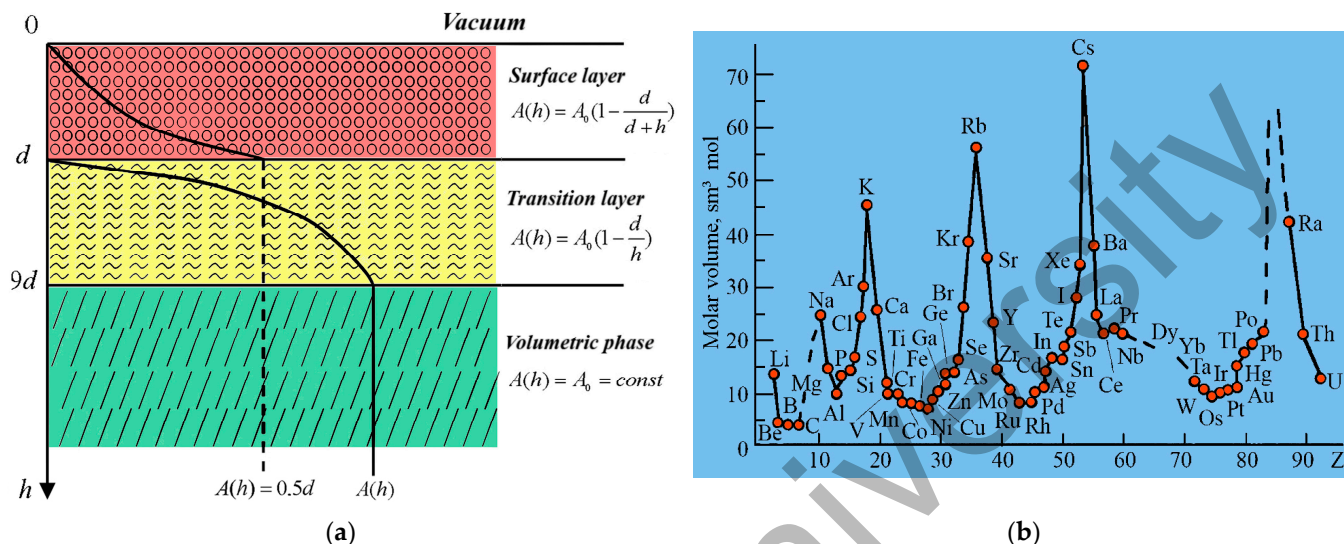 0
Vacuum
Surface layer
A(h) = A₀(1 − d/(d + h))
d
Transition layer
A(h) = A₀(1 − d/h)
9d
Volumetric phase
A(h) = A₀ = const
h
A(h) = 0.5d
A(h)
(a)
Molar volume, sm³ mol
70
60
50
40
30
20
10
0
10
20
30
40
50
60
70
80
90
Z
Li
Be
B
C
Na
Mg
Al
Si
P
S
Cl
Ar
K
Ca
Ti
V
Cr
Mn
Fe
Co
Ni
Cu
Zn
Ga
Ge
As
Se
Br
Kr
Rb
Sr
Y
Zr
Mo
Ru
Rh
Pd
Ag
Cd
In
Sn
Sb
Te
I
Xe
Cs
Ba
La
Ce
Pr
Nb
Dy
Yb
Ta
W
Os
Ir
Pt
Au
Hg
Tl
Pb
Po
Ra
Th
U
(b)
University